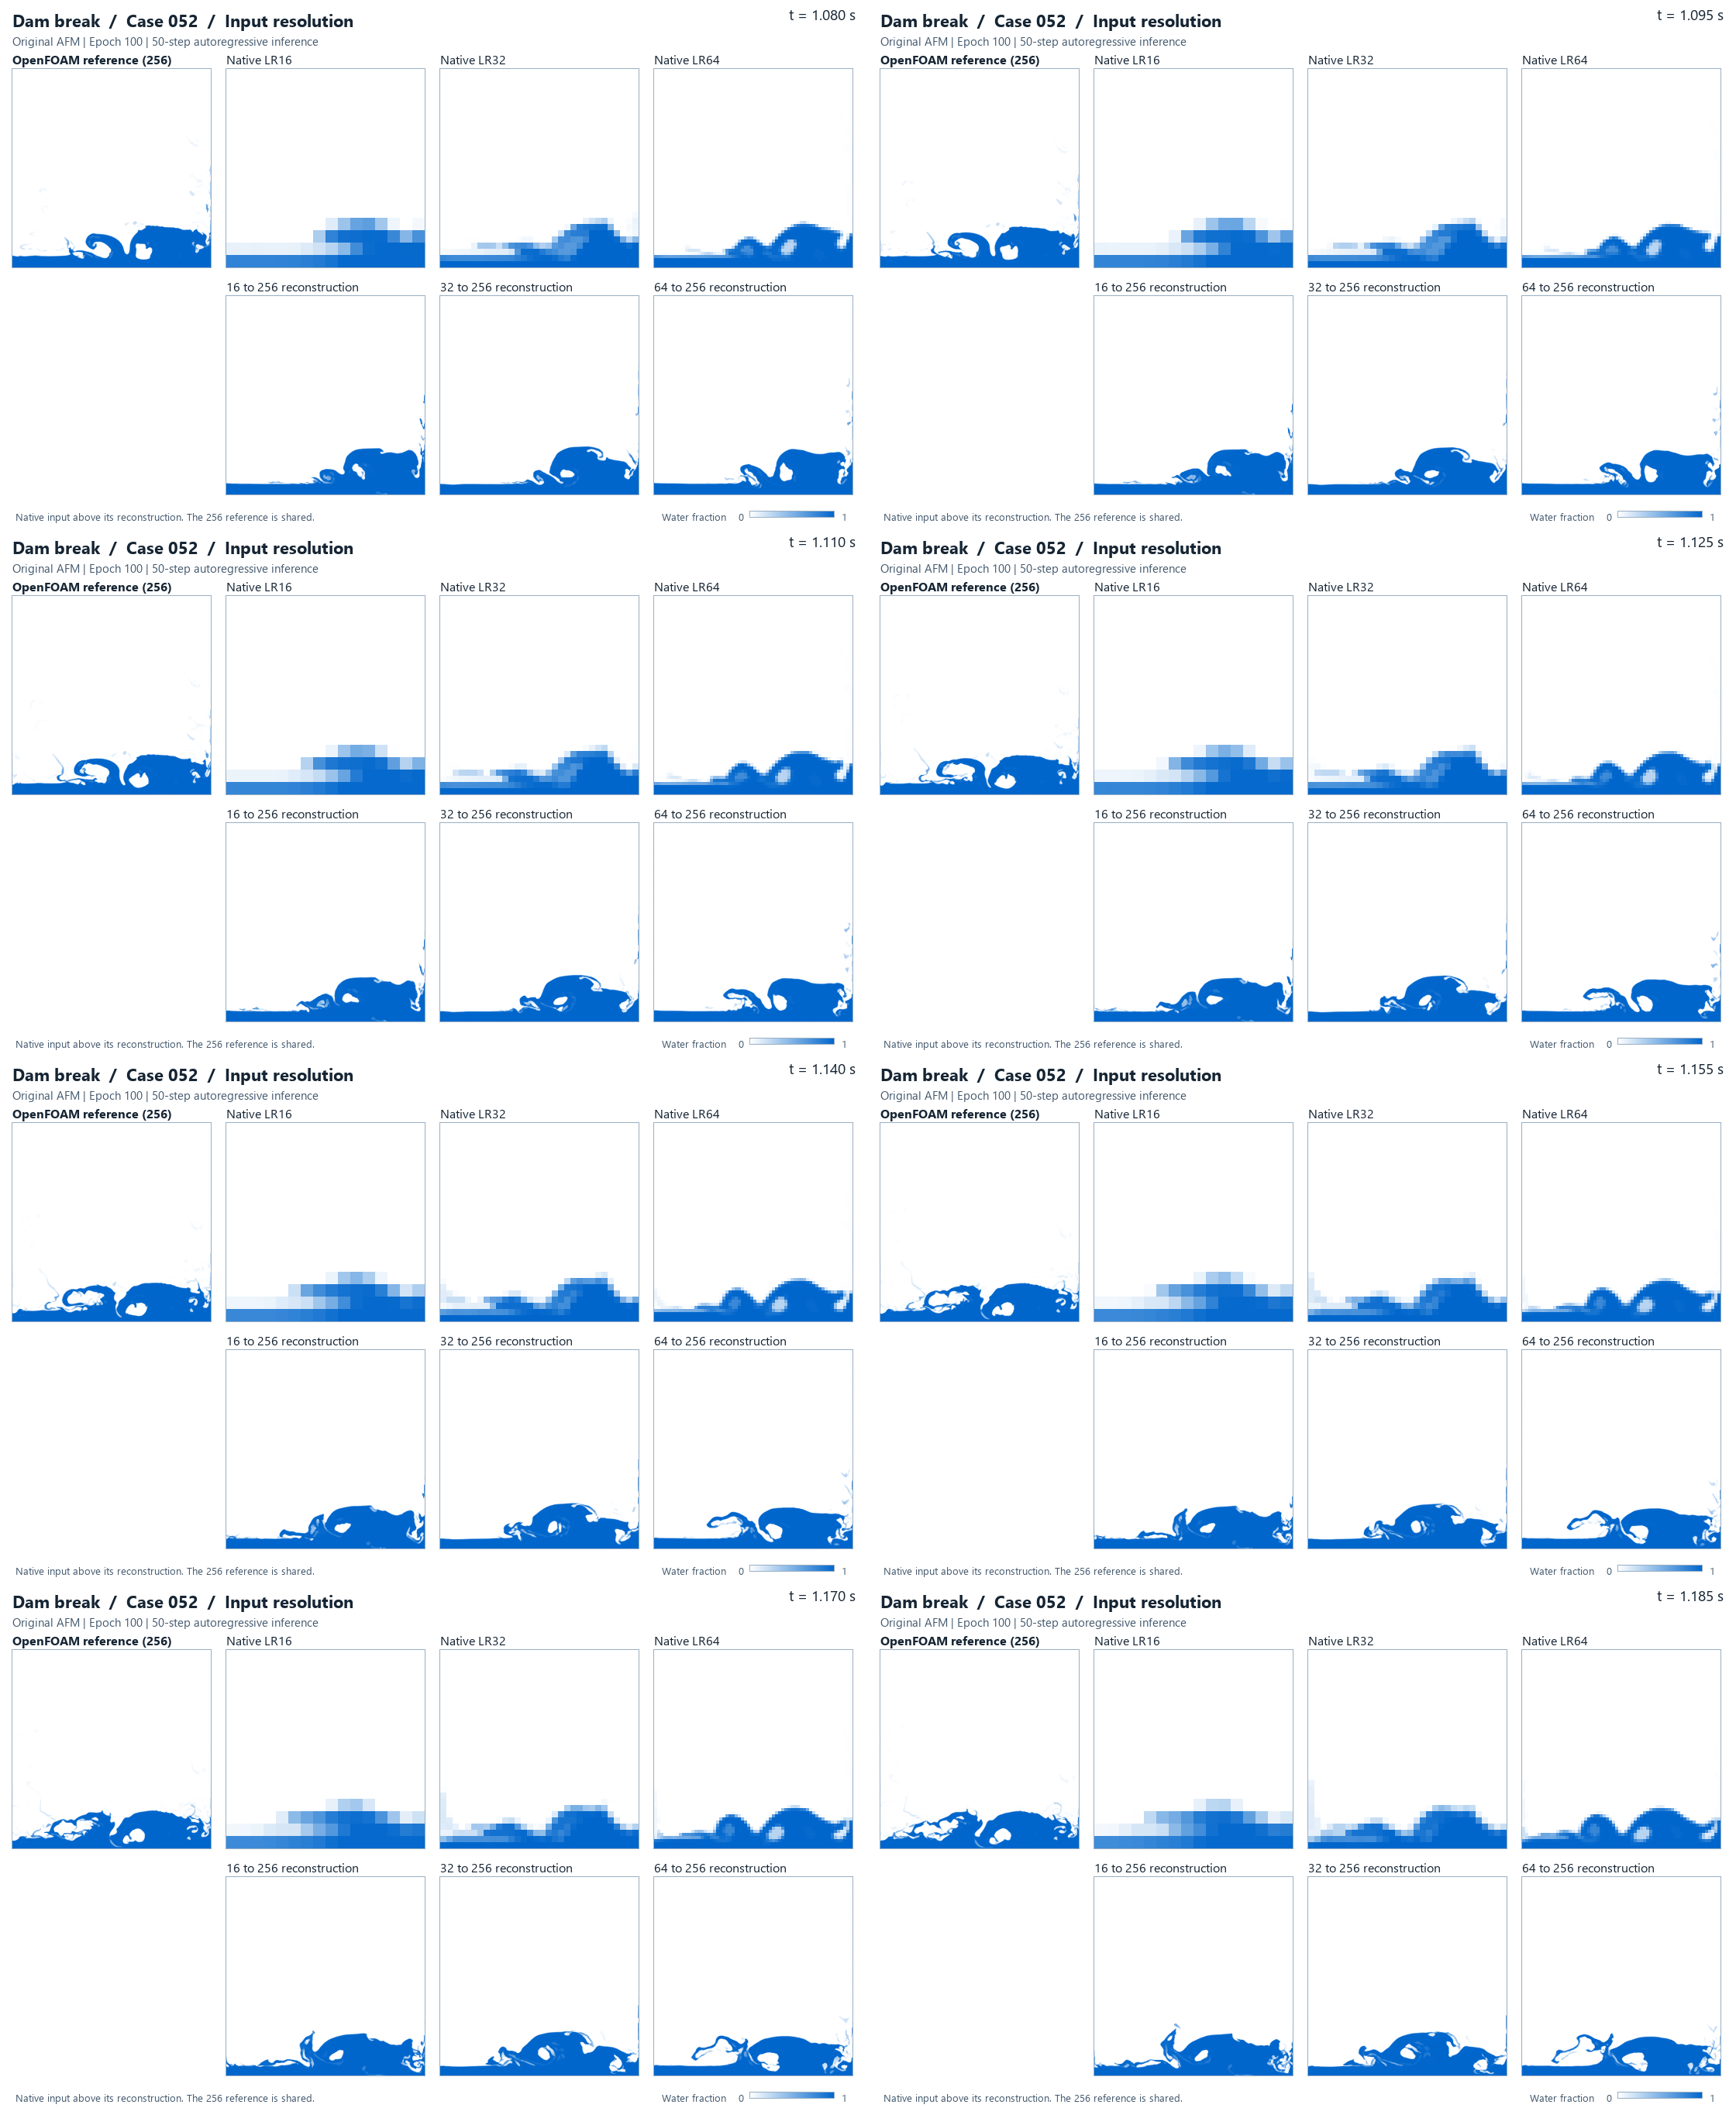 Dam break / Case 052 / Input resolution
t = 1.080 s
Original AFM | Epoch 100 | 50-step autoregressive inference
OpenFOAM reference (256)
Native LR16
Native LR32
Native LR64
16 to 256 reconstruction
32 to 256 reconstruction
64 to 256 reconstruction
Native input above its reconstruction. The 256 reference is shared.
Water fraction 0 1
Dam break / Case 052 / Input resolution
t = 1.095 s
Original AFM | Epoch 100 | 50-step autoregressive inference
OpenFOAM reference (256)
Native LR16
Native LR32
Native LR64
16 to 256 reconstruction
32 to 256 reconstruction
64 to 256 reconstruction
Native input above its reconstruction. The 256 reference is shared.
Water fraction 0 1
Dam break / Case 052 / Input resolution
t = 1.110 s
Original AFM | Epoch 100 | 50-step autoregressive inference
OpenFOAM reference (256)
Native LR16
Native LR32
Native LR64
16 to 256 reconstruction
32 to 256 reconstruction
64 to 256 reconstruction
Native input above its reconstruction. The 256 reference is shared.
Water fraction 0 1
Dam break / Case 052 / Input resolution
t = 1.125 s
Original AFM | Epoch 100 | 50-step autoregressive inference
OpenFOAM reference (256)
Native LR16
Native LR32
Native LR64
16 to 256 reconstruction
32 to 256 reconstruction
64 to 256 reconstruction
Native input above its reconstruction. The 256 reference is shared.
Water fraction 0 1
Dam break / Case 052 / Input resolution
t = 1.140 s
Original AFM | Epoch 100 | 50-step autoregressive inference
OpenFOAM reference (256)
Native LR16
Native LR32
Native LR64
16 to 256 reconstruction
32 to 256 reconstruction
64 to 256 reconstruction
Native input above its reconstruction. The 256 reference is shared.
Water fraction 0 1
Dam break / Case 052 / Input resolution
t = 1.155 s
Original AFM | Epoch 100 | 50-step autoregressive inference
OpenFOAM reference (256)
Native LR16
Native LR32
Native LR64
16 to 256 reconstruction
32 to 256 reconstruction
64 to 256 reconstruction
Native input above its reconstruction. The 256 reference is shared.
Water fraction 0 1
Dam break / Case 052 / Input resolution
t = 1.170 s
Original AFM | Epoch 100 | 50-step autoregressive inference
OpenFOAM reference (256)
Native LR16
Native LR32
Native LR64
16 to 256 reconstruction
32 to 256 reconstruction
64 to 256 reconstruction
Native input above its reconstruction. The 256 reference is shared.
Water fraction 0 1
Dam break / Case 052 / Input resolution
t = 1.185 s
Original AFM | Epoch 100 | 50-step autoregressive inference
OpenFOAM reference (256)
Native LR16
Native LR32
Native LR64
16 to 256 reconstruction
32 to 256 reconstruction
64 to 256 reconstruction
Native input above its reconstruction. The 256 reference is shared.
Water fraction 0 1